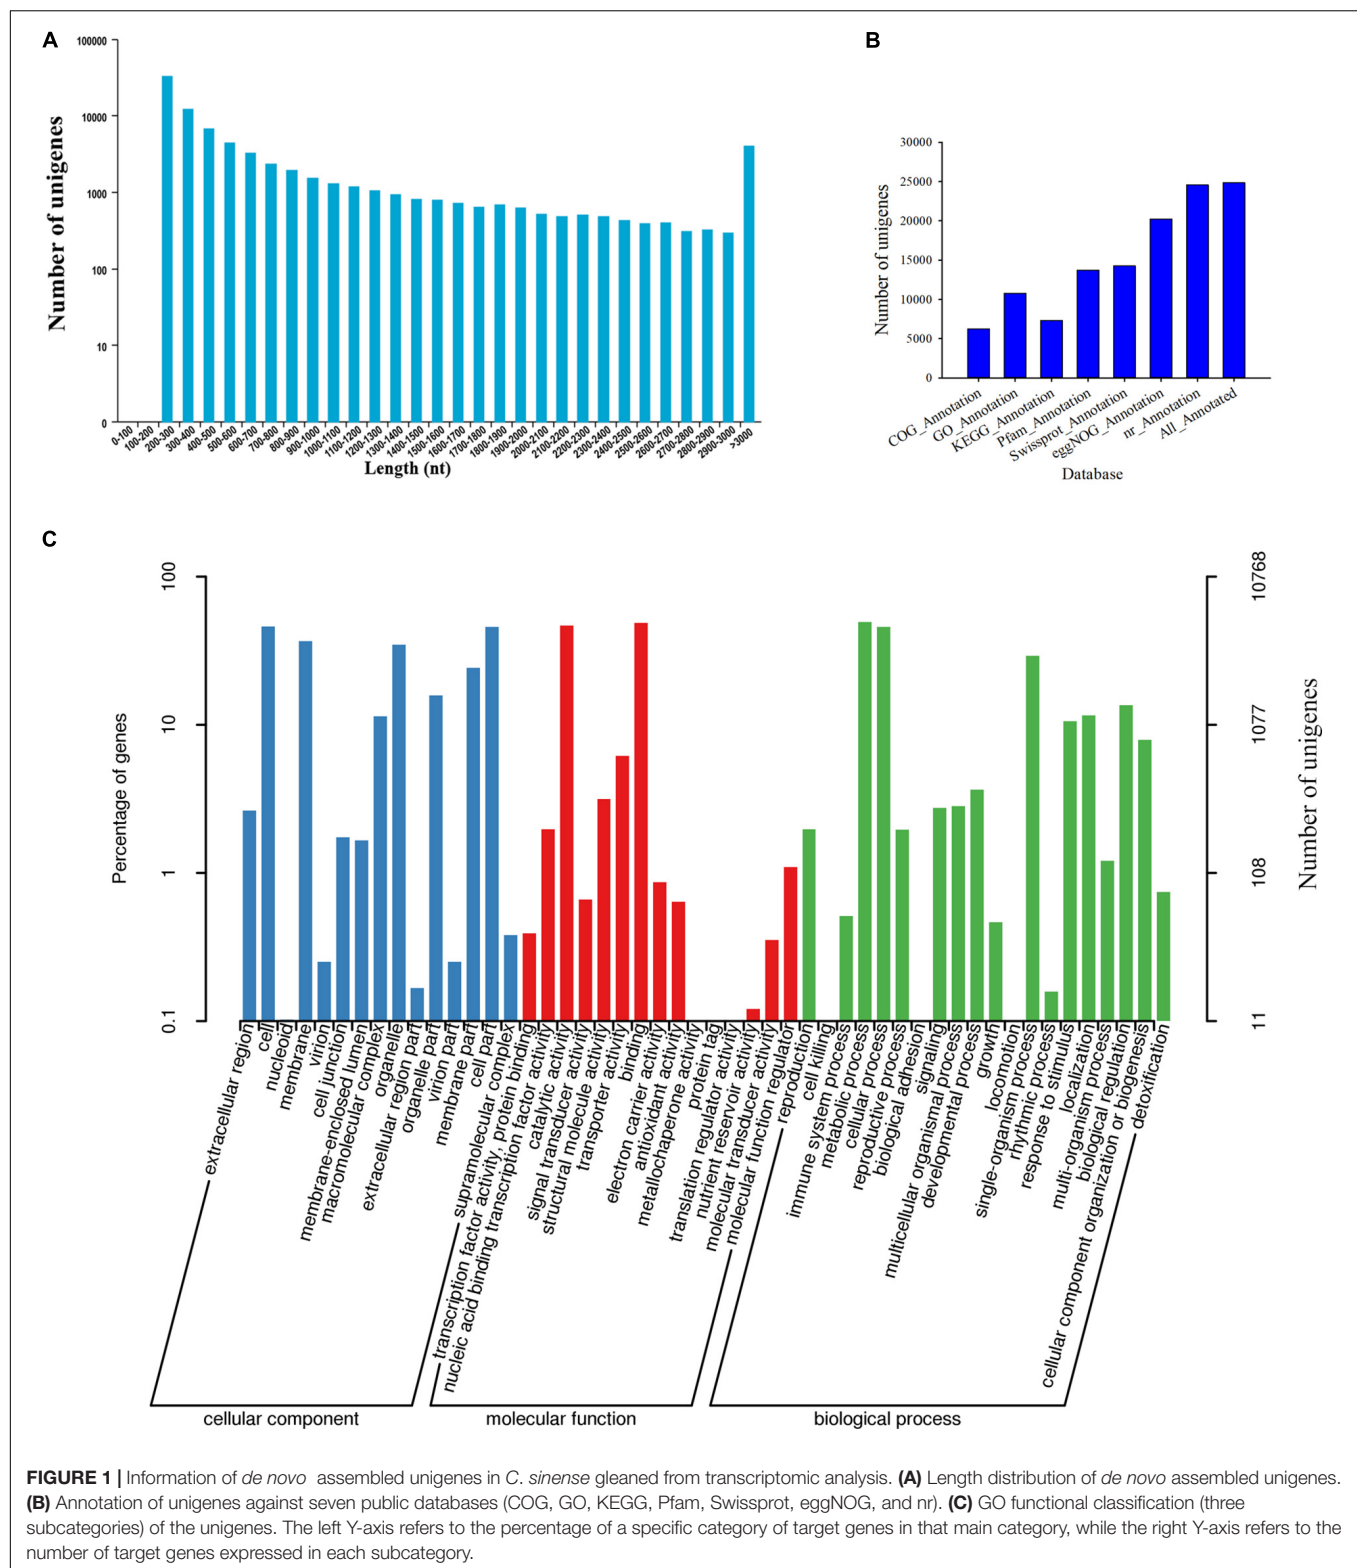 A
100000
10000
1000
100
10
0
Number of unigenes
0-100
100-200
200-300
300-400
400-500
500-600
600-700
700-800
800-900
900-1000
1000-1100
1100-1200
1200-1300
1300-1400
1400-1500
1500-1600
1600-1700
1700-1800
1800-1900
1900-2000
2000-2100
2100-2200
2200-2300
2300-2400
2400-2500
2500-2600
2600-2700
2700-2800
2800-2900
2900-3000
>3000
Length (nt)
B
30000
25000
20000
15000
10000
5000
0
Number of unigenes
COG_Annotation
GO_Annotation
KEGG_Annotation
Pfam_Annotation
Swissprot_Annotation
eggNOG_Annotation
nr_Annotation
All_Annotated
Database
C
100
10
1
0.1
Percentage of genes
10768
1077
108
11
Number of unigenes
extracellular region
cell
nucleoid
membrane
virion
cell junction
membrane-enclosed lumen
macromolecular complex
organelle
extracellular region part
organelle part
virion part
membrane part
cell part
supramolecular complex
transcription factor activity, protein binding
nucleic acid binding transcription factor activity
catalytic activity
signal transducer activity
structural molecule activity
transporter activity
binding
electron carrier activity
antioxidant activity
metallochaperone activity
protein tag
translation regulator activity
nutrient reservoir activity
molecular transducer activity
molecular function regulator
reproduction
cell killing
immune system process
metabolic process
cellular process
reproductive process
biological adhesion
signaling
multicellular organismal process
developmental process
growth
locomotion
single-organism process
rhythmic process
response to stimulus
localization
multi-organism process
biological regulation
cellular component organization or biogenesis
detoxification
cellular component
molecular function
biological process
FIGURE 1 | Information of de novo assembled unigenes in C. sinense gleaned from transcriptomic analysis. (A) Length distribution of de novo assembled unigenes.
(B) Annotation of unigenes against seven public databases (COG, GO, KEGG, Pfam, Swissprot, eggNOG, and nr). (C) GO functional classification (three
subcategories) of the unigenes. The left Y-axis refers to the percentage of a specific category of target genes in that main category, while the right Y-axis refers to the
number of target genes expressed in each subcategory.